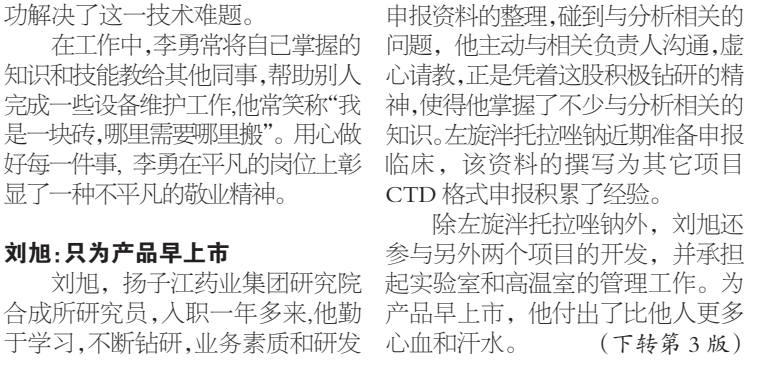 功解决了这一技术难题。
在工作中,李勇常将自己掌握的
知识和技能教给其他同事,帮助别人
完成一些设备维护工作,他常笑称“我
是一块砖,哪里需要哪里搬”。用心做
好每一件事, 李勇在平凡的岗位上彰
显了一种不平凡的敬业精神。
刘旭:只为产品早上市
刘旭，扬子江药业集团研究院
合成所研究员,入职一年多来,他勤
于学习,不断钻研,业务素质和研发
申报资料的整理,碰到与分析相关的
问题，他主动与相关负责人沟通,虚
心请教,正是凭着这股积极钻研的精
神,使得他掌握了不少与分析相关的
知识。左旋泮托拉唑钠近期准备申报
临床，该资料的撰写为其它项目
CTD 格式申报积累了经验。
除左旋泮托拉唑钠外，刘旭还
参与另外两个项目的开发，并承担
起实验室和高温室的管理工作。为
产品早上市，他付出了比他人更多
心血和汗水。 （下转第 3 版）